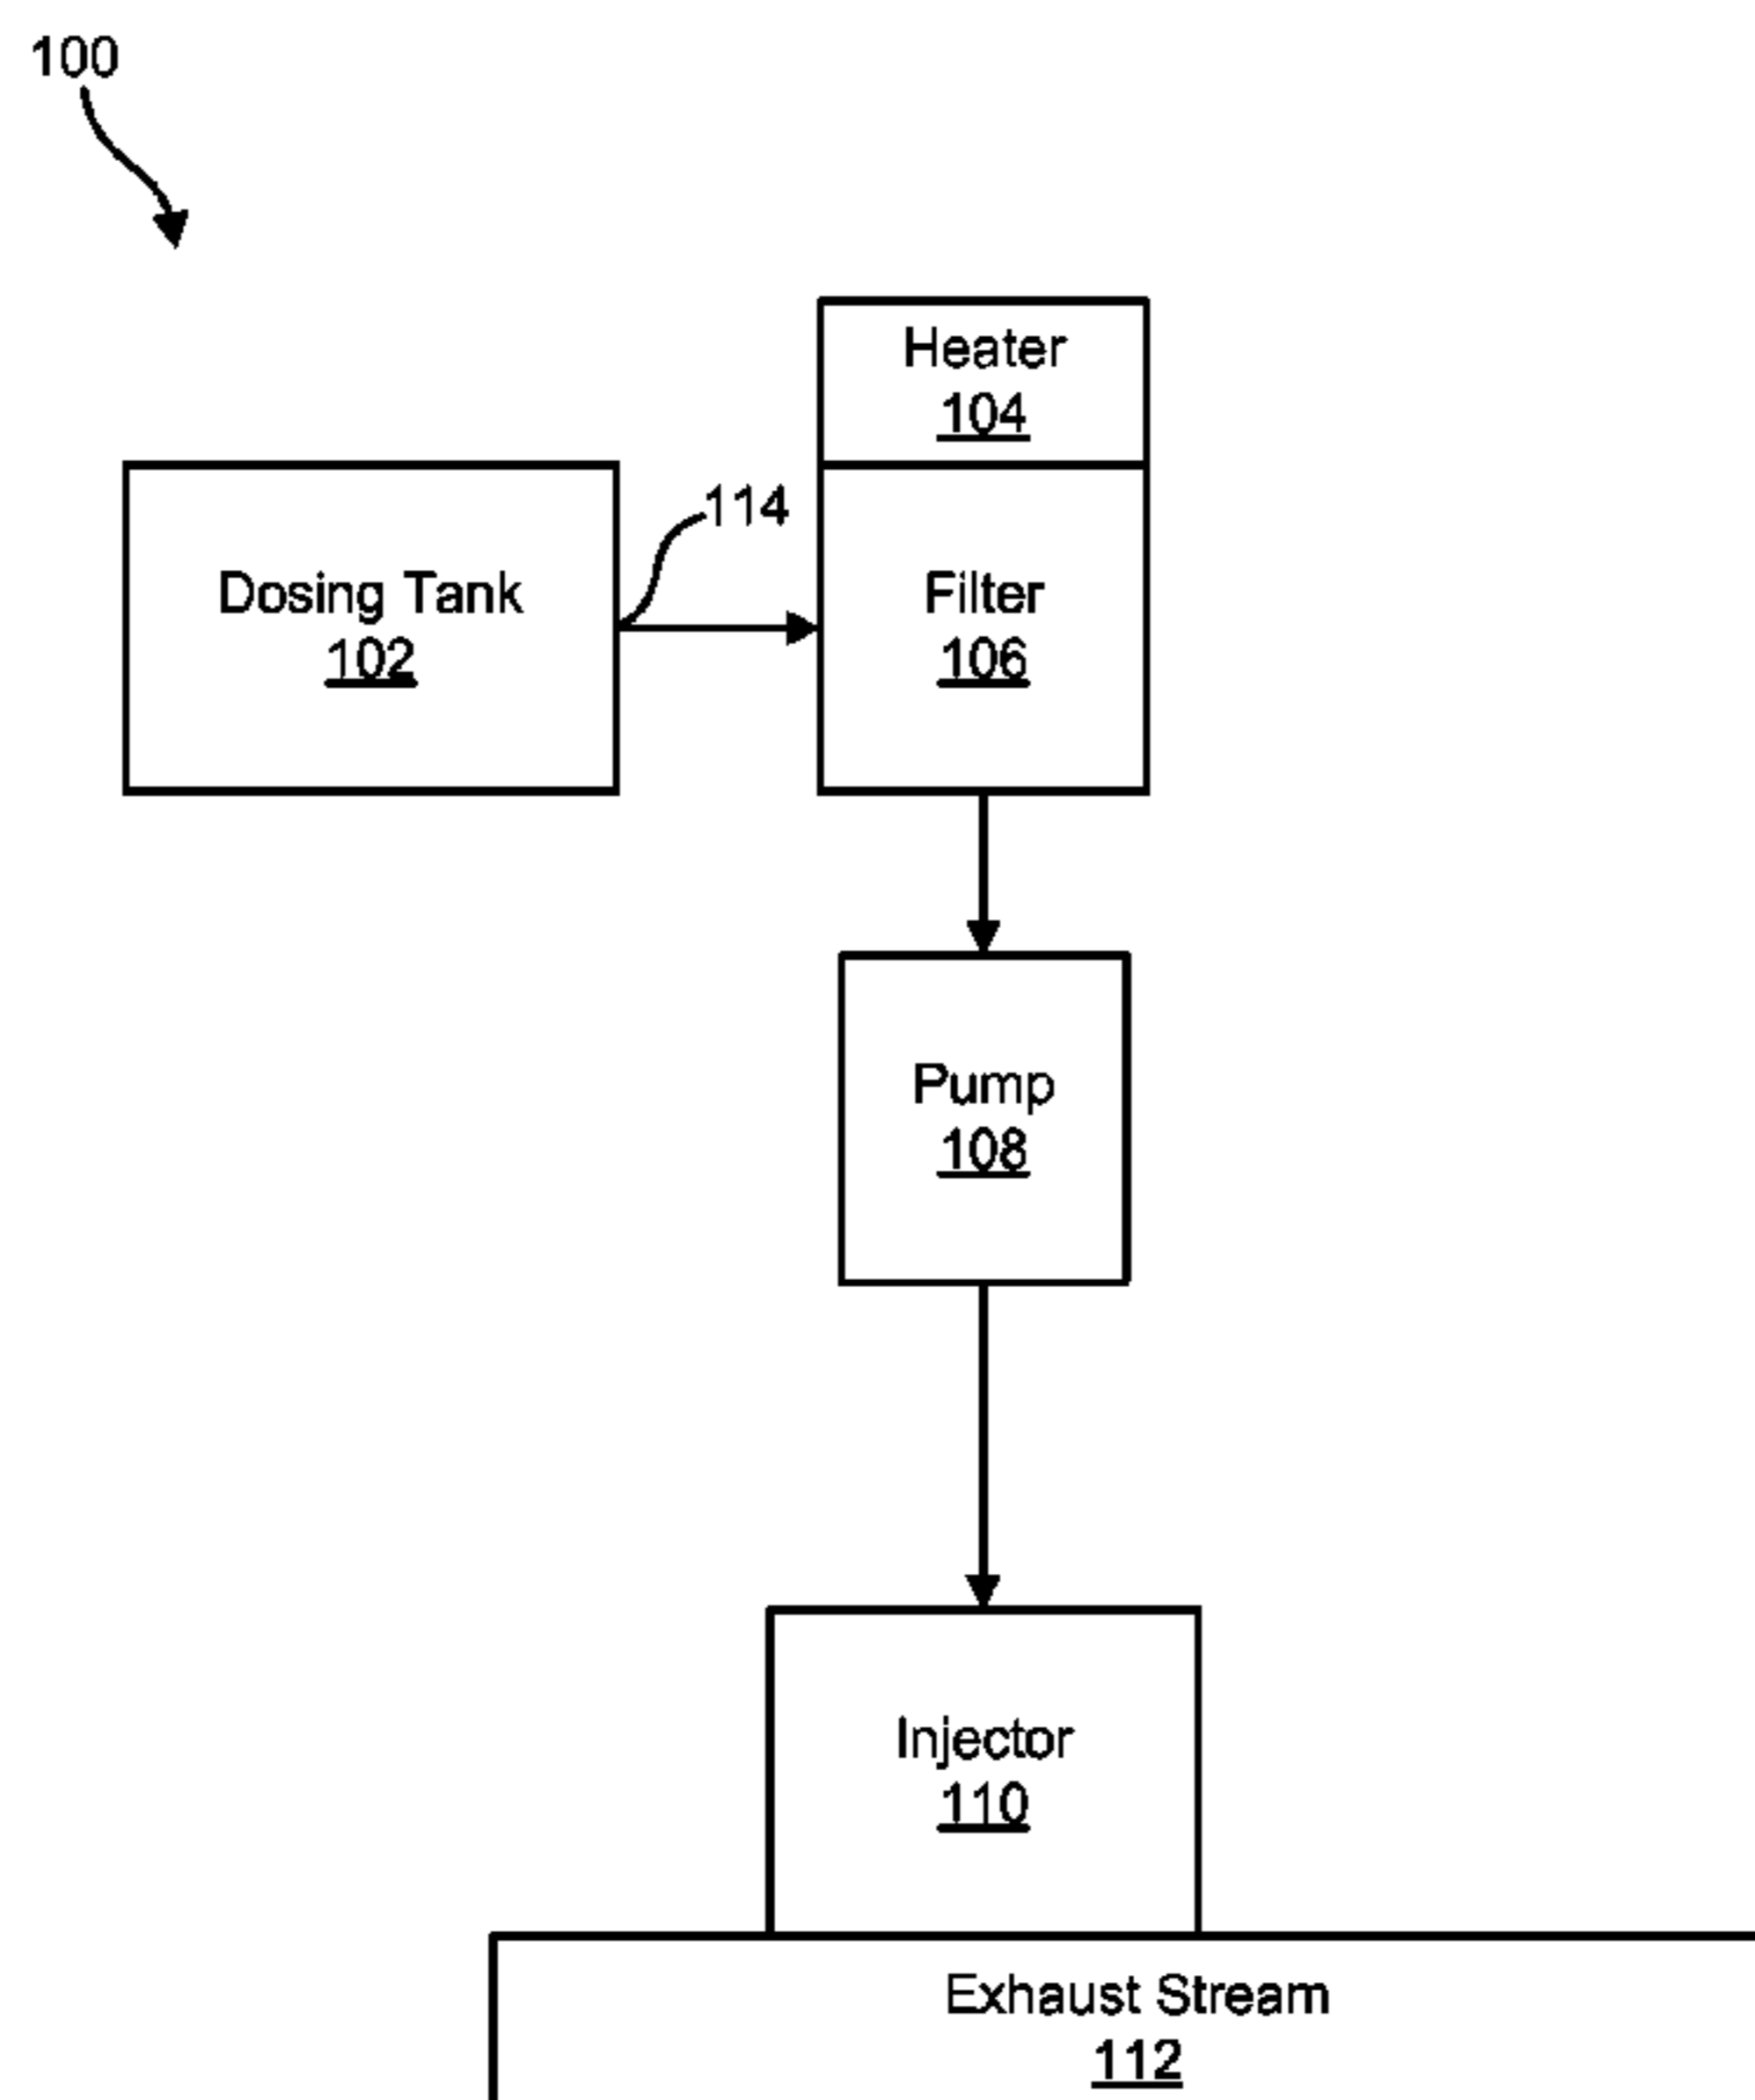 100
Heater
104
114
Dosing Tank
102
Filter
106
Pump
108
Injector
110
Exhaust Stream
112